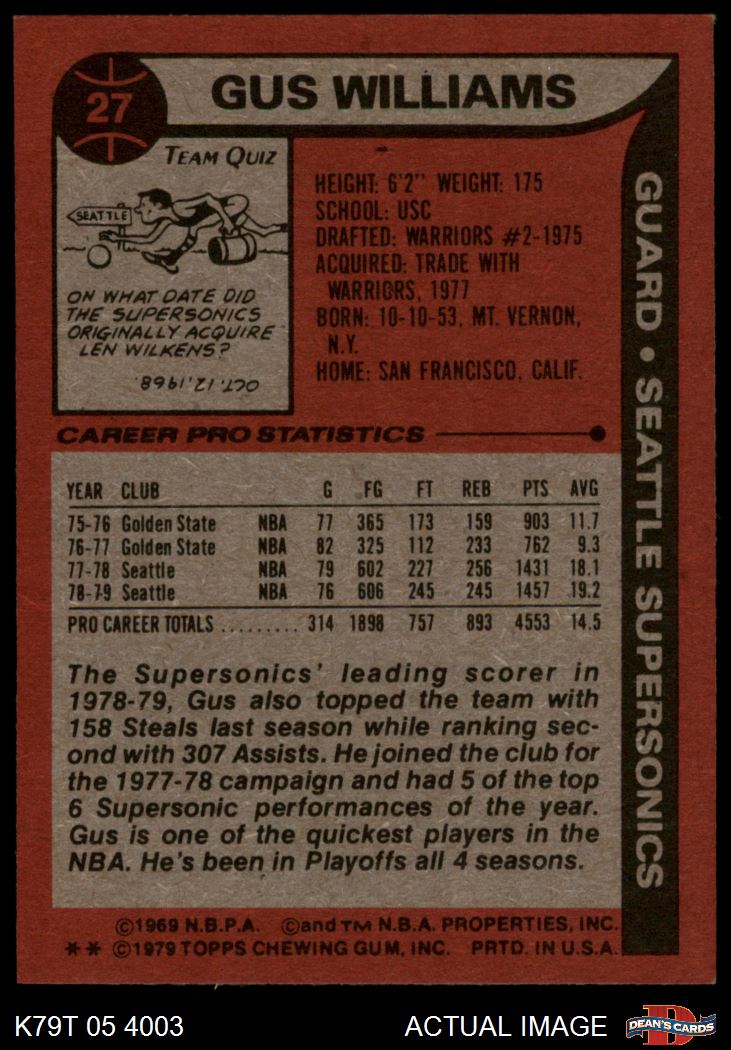 27
GUS WILLIAMS
TEAM QUIZ
SEATTLE
ON WHAT DATE DID
THE SUPERSONICS
ORIGINALLY ACQUIRE
LEN WILKENS?
OCT. 12, 1968.
HEIGHT: 6'2" WEIGHT: 175
SCHOOL: USC
DRAFTED: WARRIORS #2-1975
ACQUIRED: TRADE WITH
WARRIORS, 1977
BORN: 10-10-53, MT. VERNON,
N.Y.
HOME: SAN FRANCISCO, CALIF.
GUARD • SEATTLE SUPERSONICS
CAREER PRO STATISTICS
YEAR CLUB G FG FT REB PTS AVG
75-76 Golden State NBA 77 365 173 159 903 11.7
76-77 Golden State NBA 82 325 112 233 762 9.3
77-78 Seattle NBA 79 602 227 256 1431 18.1
78-79 Seattle NBA 76 606 245 245 1457 19.2
PRO CAREER TOTALS ......... 314 1898 757 893 4553 14.5
The Supersonics' leading scorer in
1978-79, Gus also topped the team with
158 Steals last season while ranking sec-
ond with 307 Assists. He joined the club for
the 1977-78 campaign and had 5 of the top
6 Supersonic performances of the year.
Gus is one of the quickest players in the
NBA. He's been in Playoffs all 4 seasons.
©1969 N.B.P.A. ©and TM N.B.A. PROPERTIES, INC.
** ©1979 TOPPS CHEWING GUM, INC. PRTD. IN U.S.A.
K79T 05 4003 ACTUAL IMAGE
DEAN'S CARDS